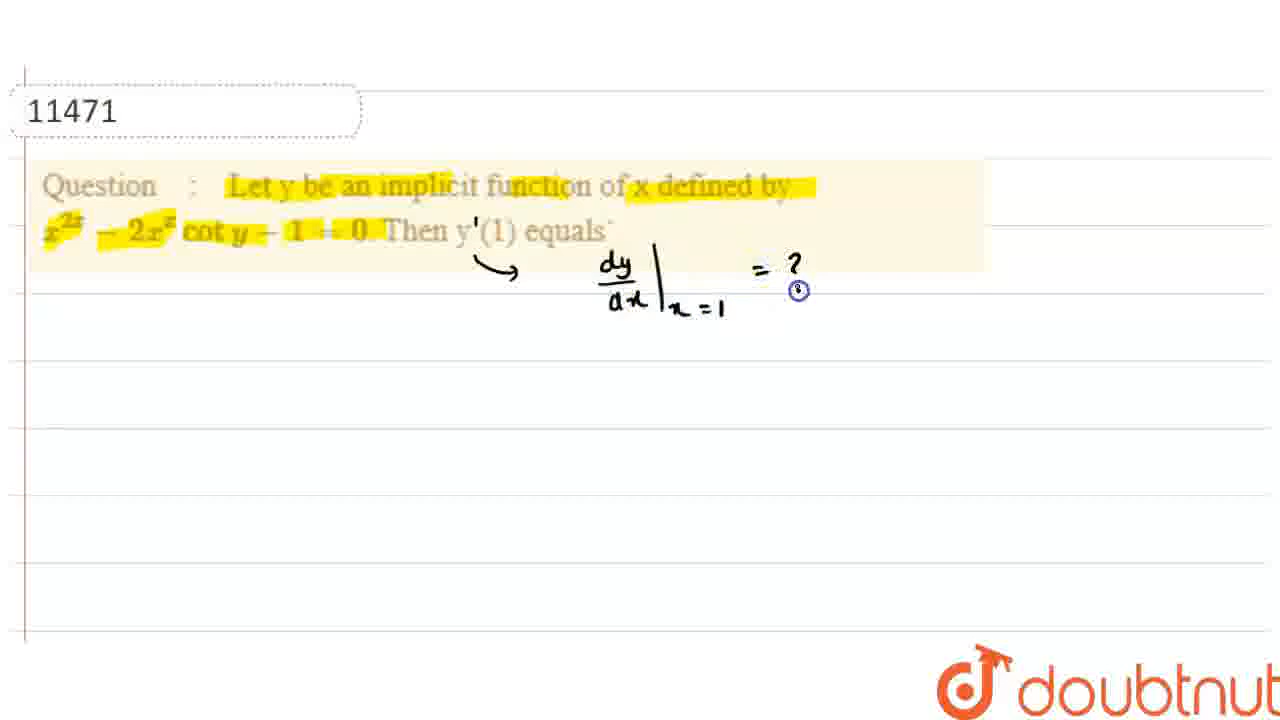 11471
Question : Let y be an implicit function of x defined by
x^{2x} − 2x^x cot y − 1 = 0. Then y'(1) equals`
dy/dx | x = 1 = ?
doubtnut